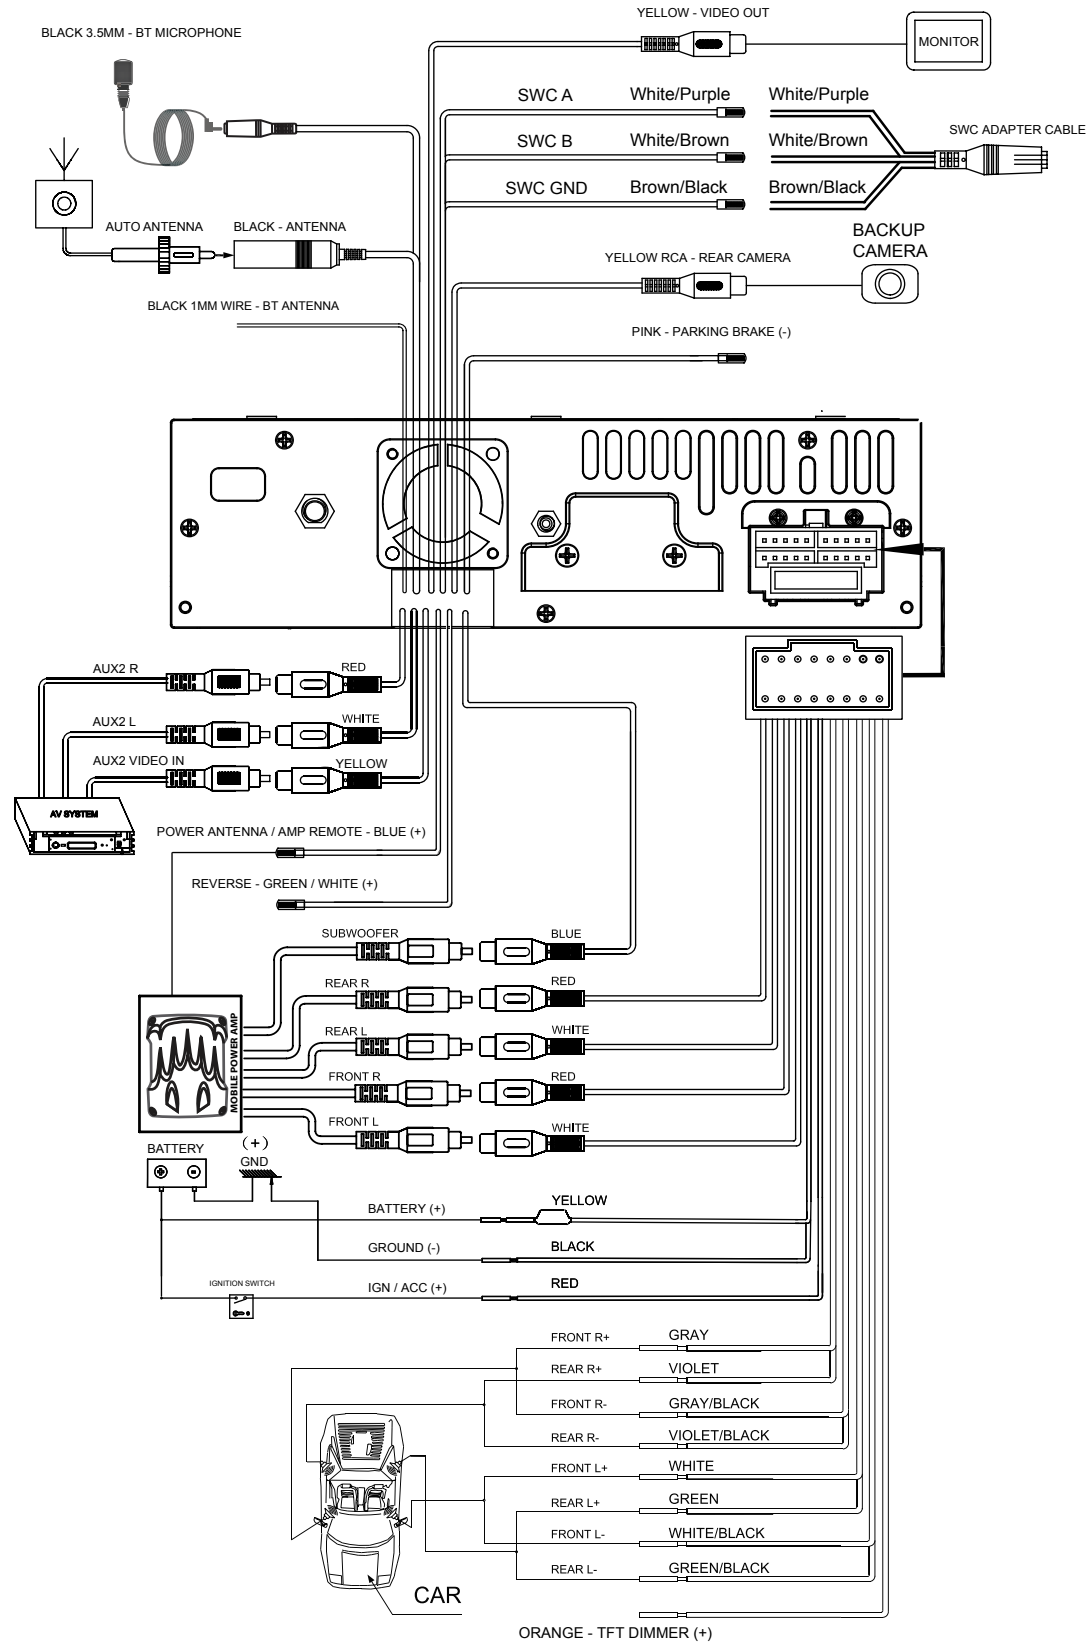 YELLOW - VIDEO OUT
MONITOR
BLACK 3.5MM - BT MICROPHONE
SWC A
White/Purple
White/Purple
SWC B
White/Brown
White/Brown
SWC ADAPTER CABLE
SWC GND
Brown/Black
Brown/Black
AUTO ANTENNA
BLACK - ANTENNA
BACKUP
CAMERA
YELLOW RCA - REAR CAMERA
BLACK 1MM WIRE - BT ANTENNA
PINK - PARKING BRAKE (-)
AUX2 R
RED
AUX2 L
WHITE
AUX2 VIDEO IN
YELLOW
AV SYSTEM
POWER ANTENNA / AMP REMOTE - BLUE (+)
REVERSE - GREEN / WHITE (+)
SUBWOOFER
BLUE
REAR R
RED
REAR L
WHITE
FRONT R
RED
FRONT L
WHITE
MOBILE POWER AMP
BATTERY
(+)
GND
BATTERY (+)
YELLOW
GROUND (-)
BLACK
IGNITION SWITCH
IGN / ACC (+)
RED
FRONT R+
GRAY
REAR R+
VIOLET
FRONT R-
GRAY/BLACK
REAR R-
VIOLET/BLACK
FRONT L+
WHITE
REAR L+
GREEN
FRONT L-
WHITE/BLACK
REAR L-
GREEN/BLACK
CAR
ORANGE - TFT DIMMER (+)